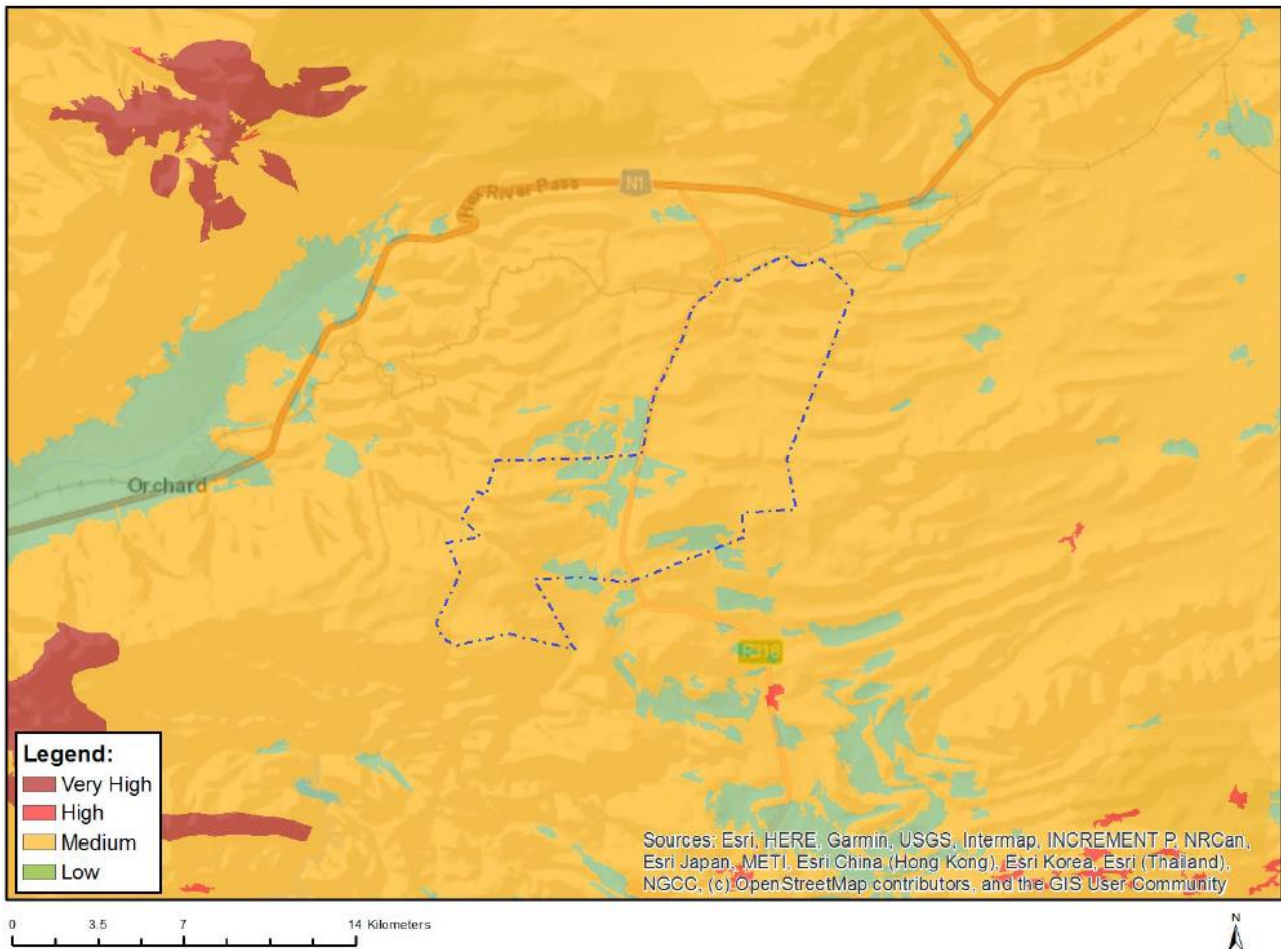 N1
Hex River Pass
Orchard
R318
Legend:
Very High
High
Medium
Low
Sources: Esri, HERE, Garmin, USGS, Intermap, INCREMENT P, NRCan,
Esri Japan, METI, Esri China (Hong Kong), Esri Korea, Esri (Thailand),
NGCC, (c) OpenStreetMap contributors, and the GIS User Community
0 3.5 7 14 Kilometers
N